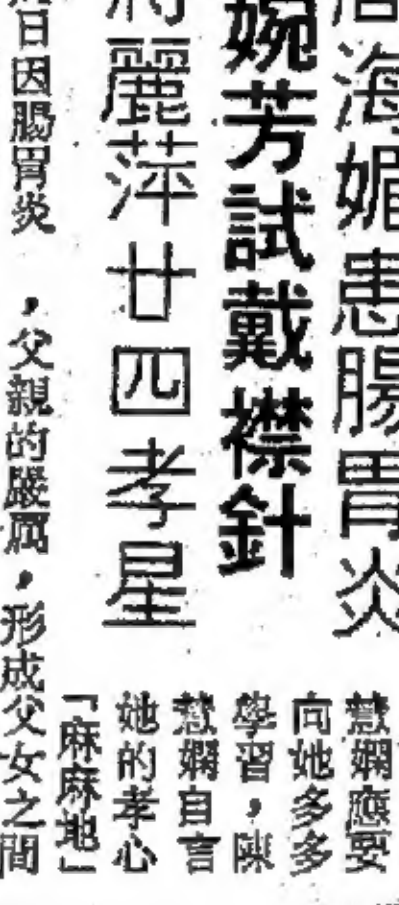 海媚患腸胃炎
婉芳試戴襟針
麗萍廿四孝星
慧嫻應要
向她多多
學習，陳
慧嫻自言
她的孝心
「麻麻地」
日因腸胃炎 ，父親的嚴厲，形成父女之間